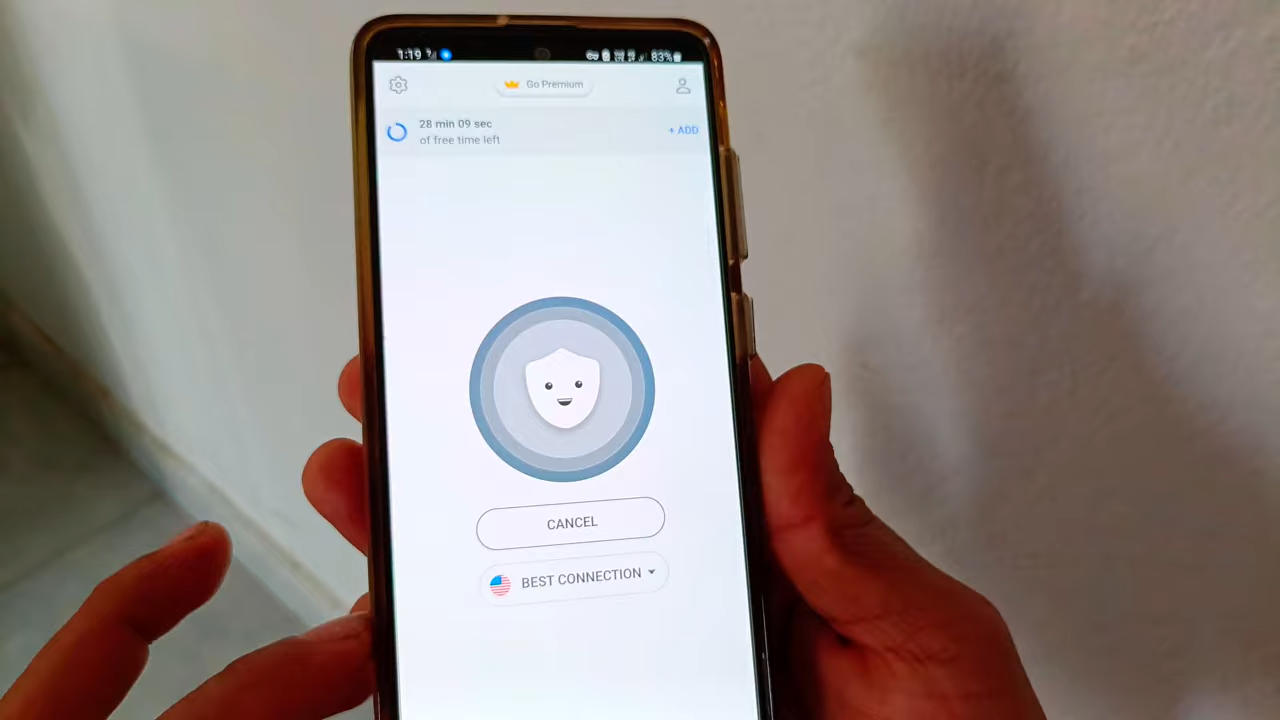 1:19
83%
Go Premium
28 min 09 sec
of free time left
+ ADD
CANCEL
BEST CONNECTION